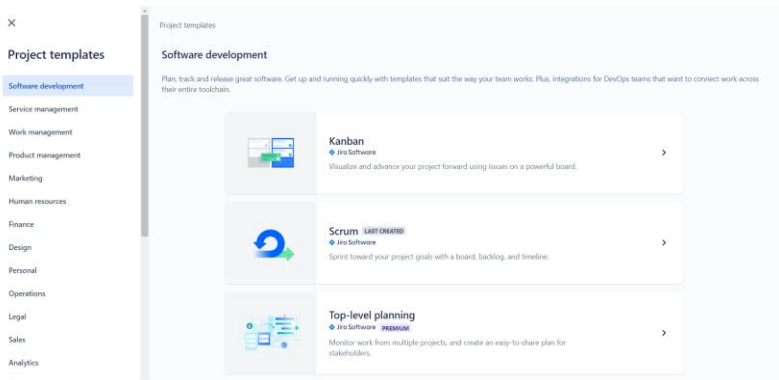 Project templates
Software development
Service management
Work management
Product management
Marketing
Human resources
Finance
Design
Personal
Operations
Legal
Sales
Analytics
Project templates
Software development
Plan, track and release great software. Get up and running quickly with templates that suit the way your team works. Plus, integrations for DevOps teams that want to connect work across
their entire toolchain.
Kanban
Jira Software
Visualize and advance your project forward using issues on a powerful board.
Scrum LAST CREATED
Jira Software
Sprint toward your project goals with a board, backlog, and timeline.
Top-level planning
Jira Software PREMIUM
Monitor work from multiple projects, and create an easy-to-share plan for
stakeholders.